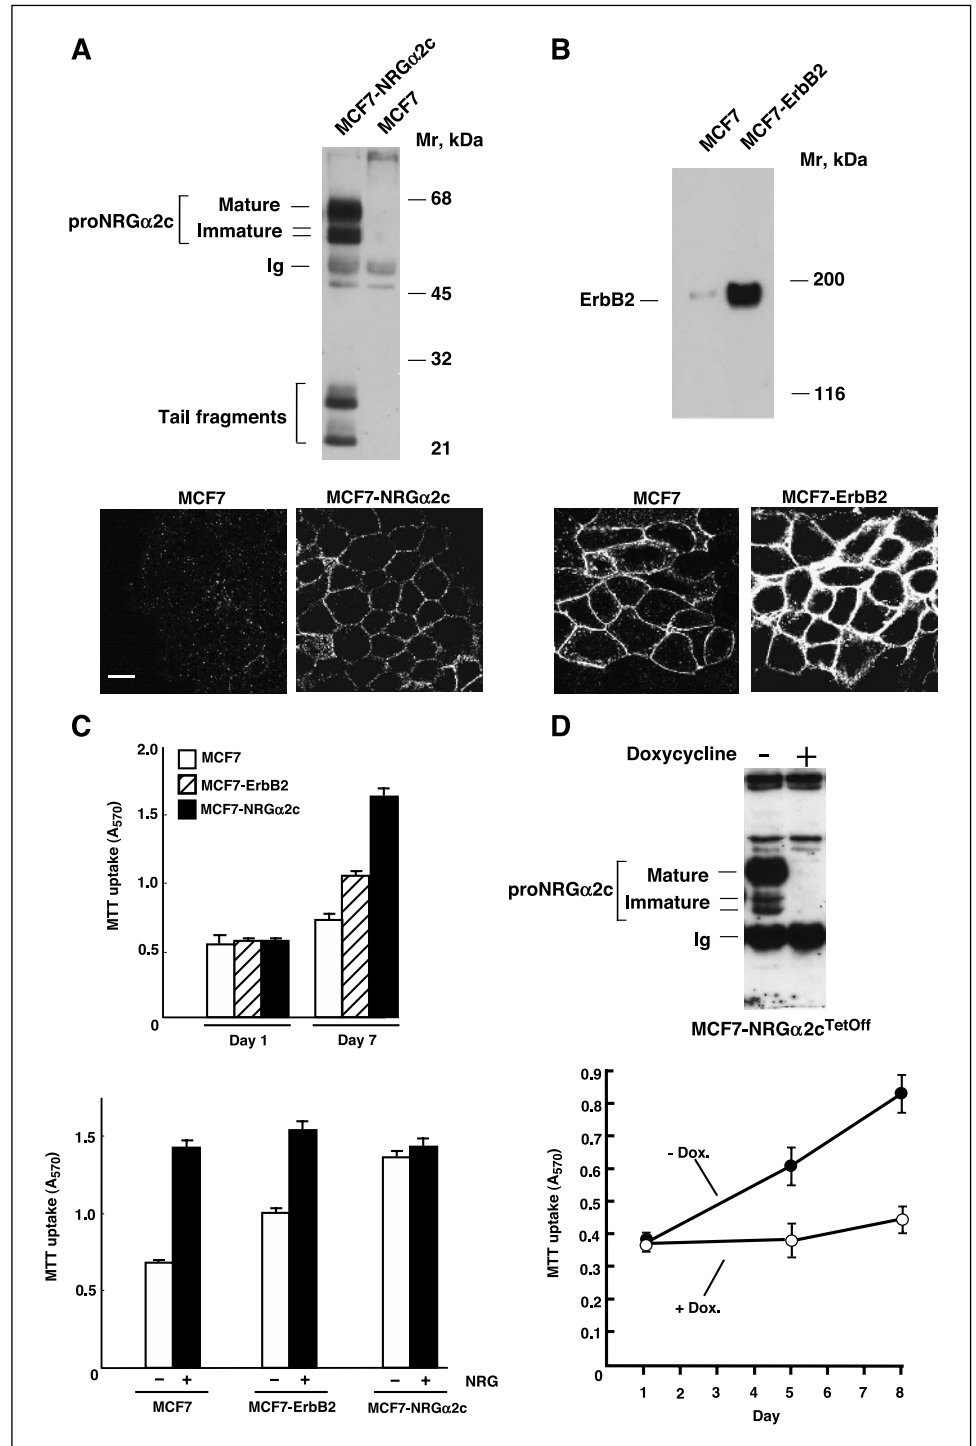 A
MCF7-NRGα2c
MCF7
Mr, kDa
Mature
proNRGα2c
Immature
Ig
68
45
32
Tail fragments
21
MCF7
MCF7-NRGα2c
B
MCF7
MCF7-ErbB2
Mr, kDa
200
ErbB2
116
MCF7
MCF7-ErbB2
C
2.0
1.5
1.0
0.5
0
MTT uptake (A570)
MCF7
MCF7-ErbB2
MCF7-NRGα2c
Day 1
Day 7
1.5
1.0
0.5
0
MTT uptake (A570)
− + − + − + NRG
MCF7
MCF7-ErbB2
MCF7-NRGα2c
D
Doxycycline − +
Mature
proNRGα2c
Immature
Ig
MCF7-NRGα2cTetOff
0.9
0.8
0.7
0.6
0.5
0.4
0.3
0.2
0.1
0
MTT uptake (A570)
- Dox.
+ Dox.
1 2 3 4 5 6 7 8
Day